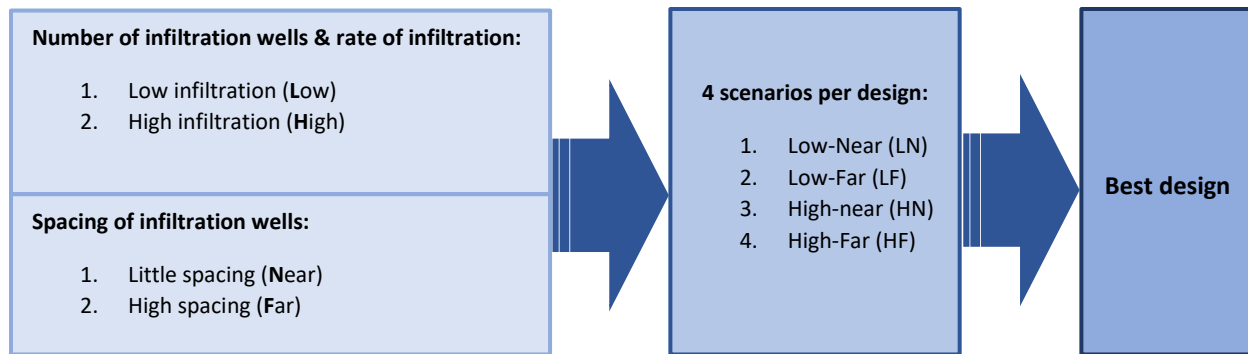 Number of infiltration wells & rate of infiltration:
1. Low infiltration (Low)
2. High infiltration (High)
Spacing of infiltration wells:
1. Little spacing (Near)
2. High spacing (Far)
4 scenarios per design:
1. Low-Near (LN)
2. Low-Far (LF)
3. High-near (HN)
4. High-Far (HF)
Best design